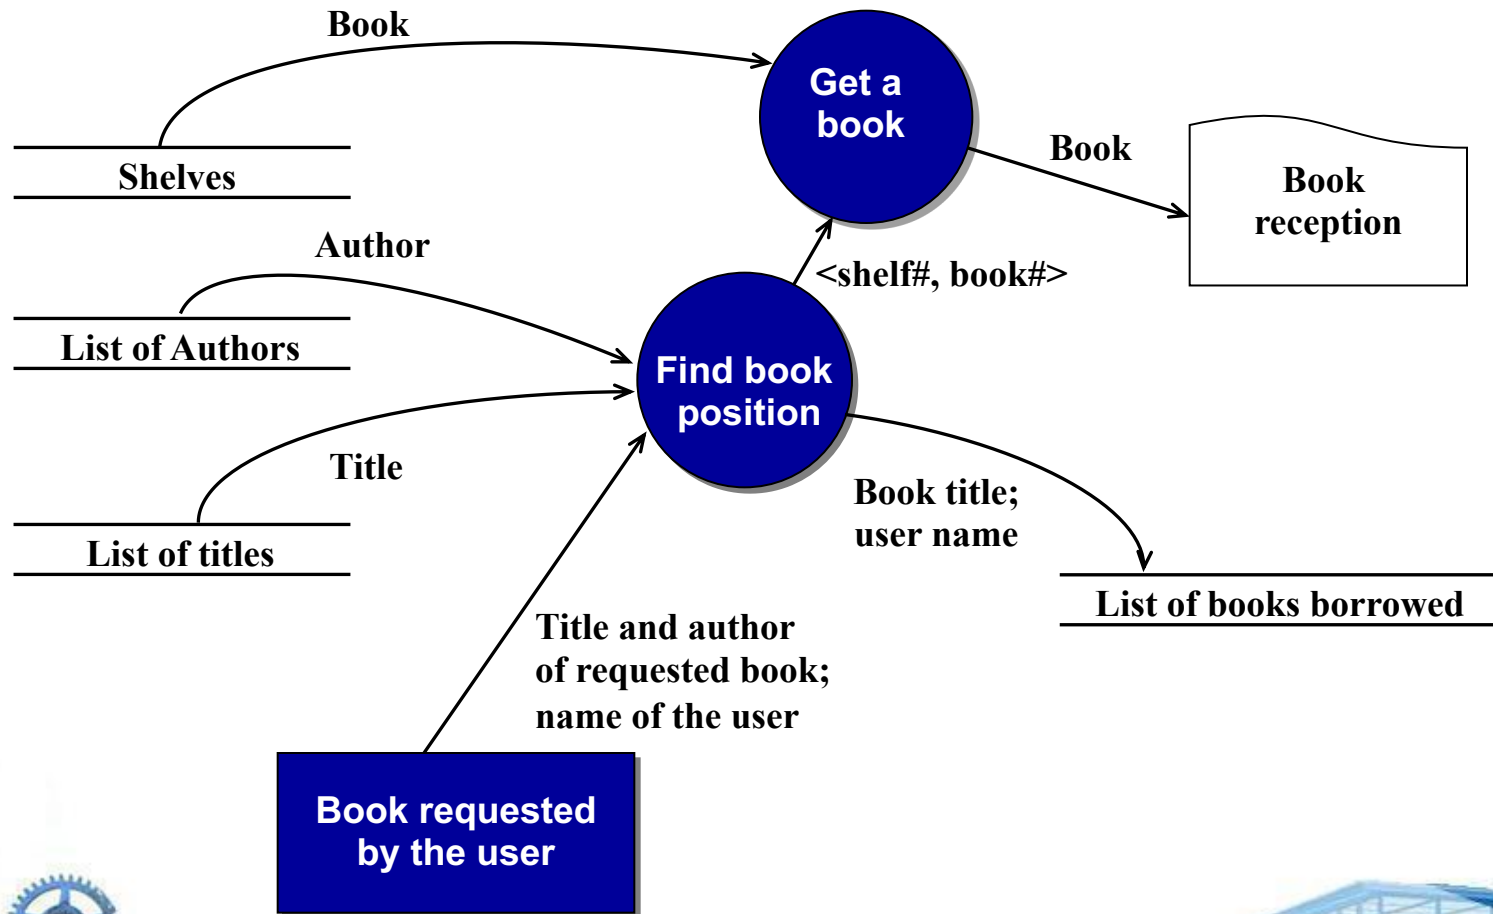 Book
Get a
book
Book
Shelves
Book
reception
Author
<shelf#, book#>
List of Authors
Find book
position
Title
Book title;
user name
List of titles
List of books borrowed
Title and author
of requested book;
name of the user
Book requested
by the user